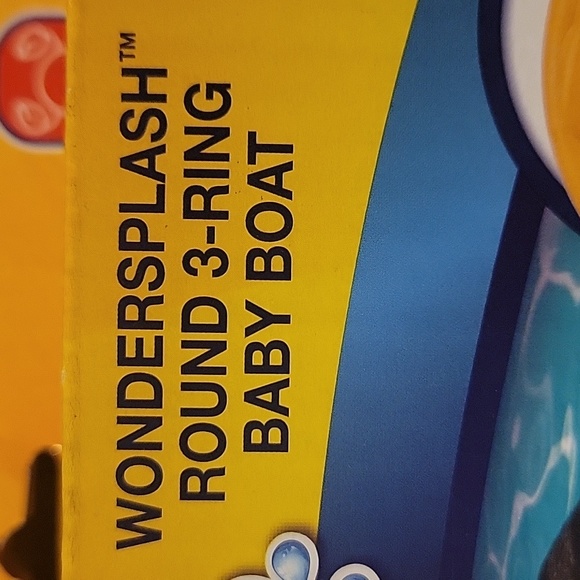 WONDERSPLASH™
ROUND 3-RING
BABY BOAT